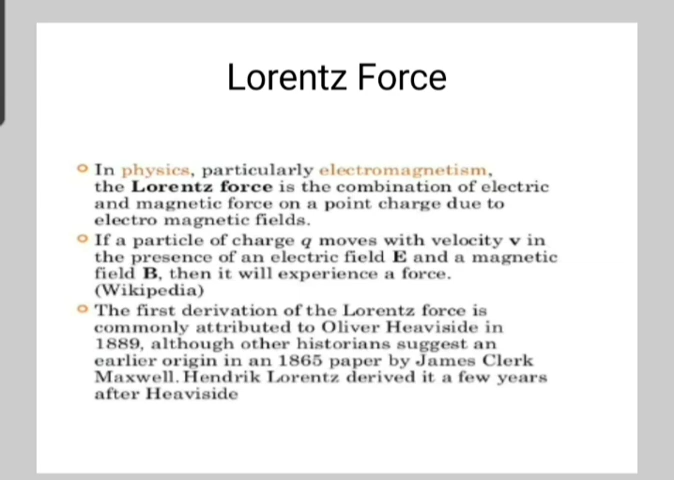 Lorentz Force
In physics, particularly electromagnetism,
the Lorentz force is the combination of electric
and magnetic force on a point charge due to
electro magnetic fields.
If a particle of charge q moves with velocity v in
the presence of an electric field E and a magnetic
field B, then it will experience a force.
(Wikipedia)
The first derivation of the Lorentz force is
commonly attributed to Oliver Heaviside in
1889, although other historians suggest an
earlier origin in an 1865 paper by James Clerk
Maxwell. Hendrik Lorentz derived it a few years
after Heaviside